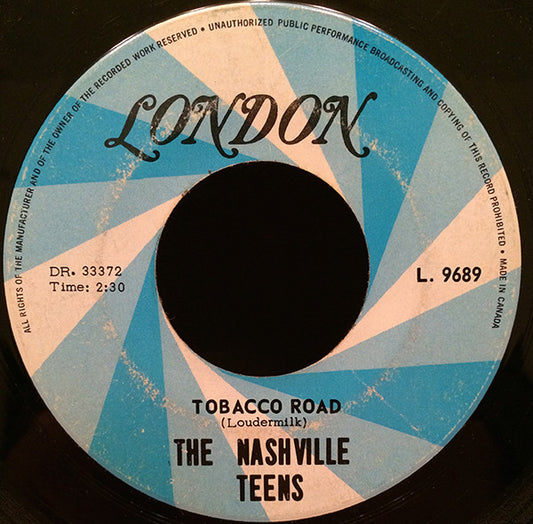 ALL RIGHTS OF THE MANUFACTURER AND OF THE OWNER OF THE RECORDED WORK RESERVED • UNAUTHORIZED PUBLIC PERFORMANCE BROADCASTING AND COPYING OF THIS RECORD PROHIBITED • MADE IN CANADA
LONDON
DR. 33372
Time: 2:30
L. 9689
TOBACCO ROAD
(Loudermilk)
THE NASHVILLE
TEENS